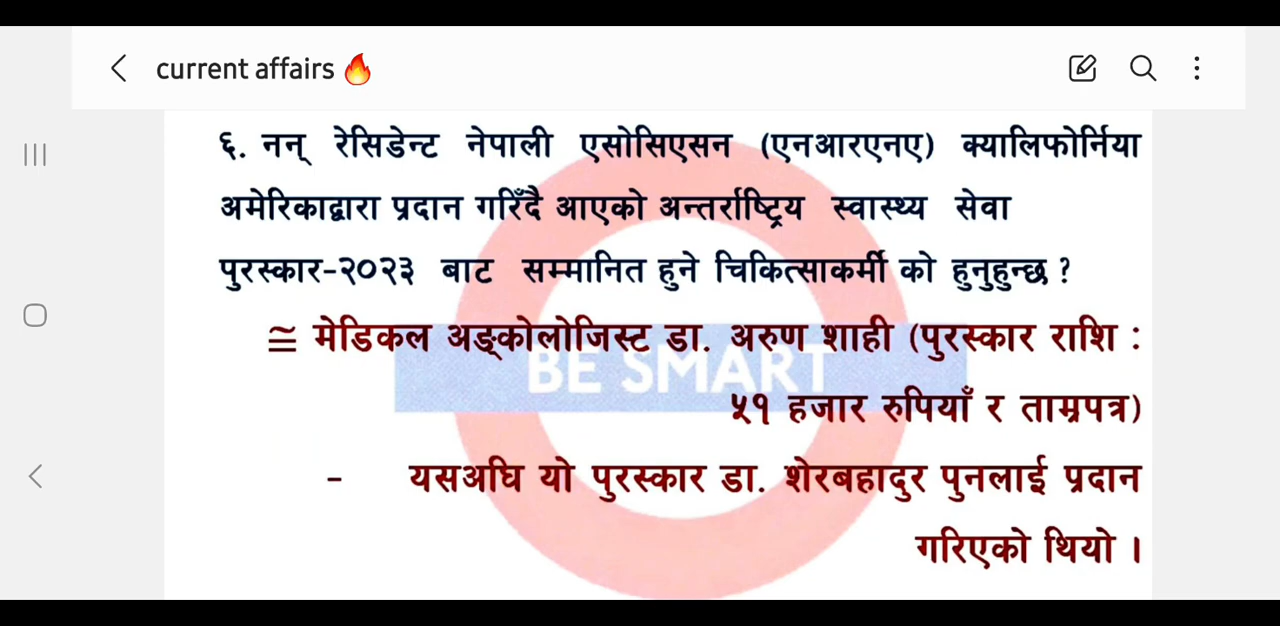 current affairs 🔥
६. नन् रेसिडेन्ट नेपाली एसोसिएसन (एनआरएनए) क्यालिफोर्निया
अमेरिकाद्वारा प्रदान गरिँदै आएको अन्तर्राष्ट्रिय स्वास्थ्य सेवा
पुरस्कार-२०२३ बाट सम्मानित हुने चिकित्साकर्मी को हुनुहुन्छ ?
≅ मेडिकल अङ्कोलोजिस्ट डा. अरुण शाही (पुरस्कार राशि :
BE SMART
५१ हजार रुपियाँ र ताम्रपत्र)
- यसअघि यो पुरस्कार डा. शेरबहादुर पुनलाई प्रदान
गरिएको थियो ।